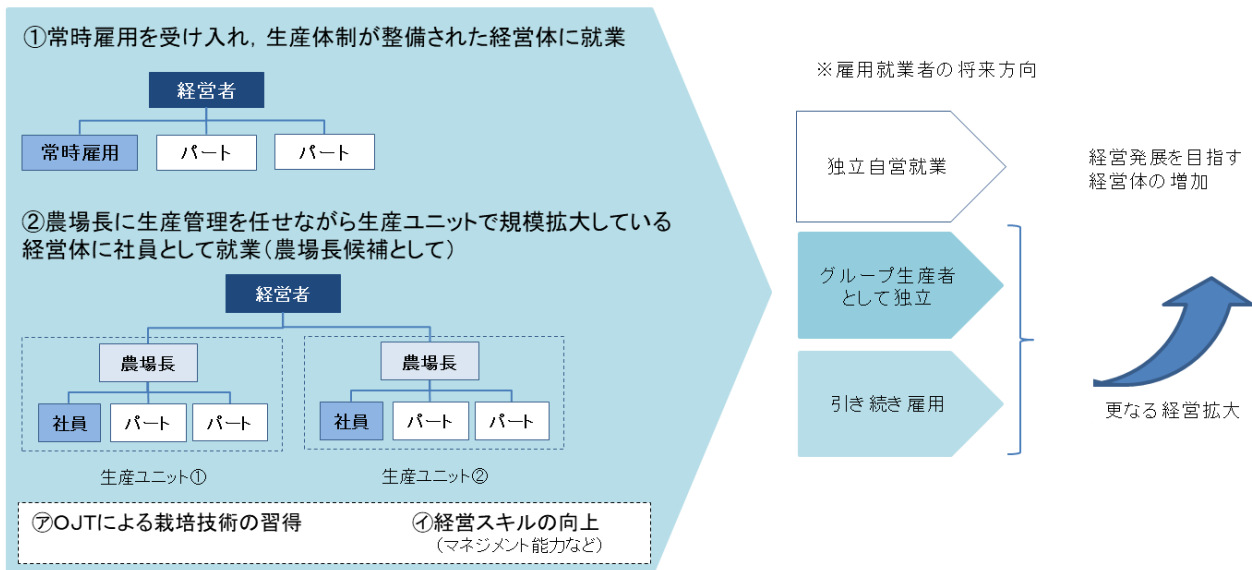 ①常時雇用を受け入れ，生産体制が整備された経営体に就業
経営者
常時雇用
パート
パート
②農場長に生産管理を任せながら生産ユニットで規模拡大している
経営体に社員として就業（農場長候補として）
経営者
農場長
農場長
社員
パート
パート
社員
パート
パート
生産ユニット①
生産ユニット②
㋐OJTによる栽培技術の習得
㋑経営スキルの向上
（マネジメント能力など）
※雇用就業者の将来方向
独立自営就業
経営発展を目指す
経営体の増加
グループ生産者
として独立
引き続き雇用
更なる経営拡大